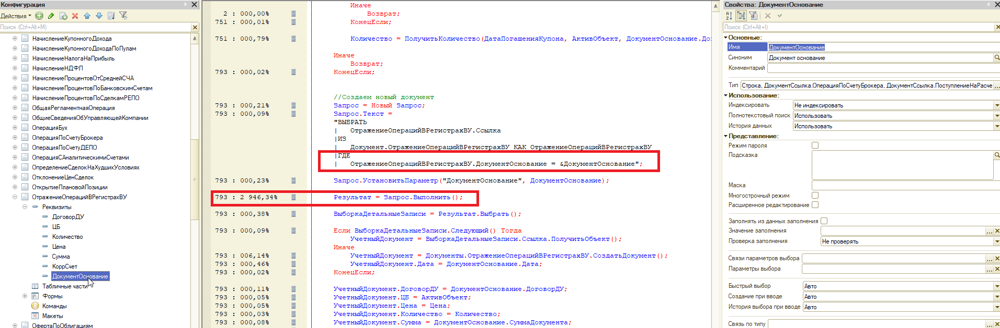 Конфигурация
Действия
Поиск (Ctrl+Alt+M)
НачислениеКупонногоДохода
НачислениеКупонногоДоходаПоПулам
НачислениеНалогаНаПрибыль
НачислениеНДФЛ
НачислениеПроцентовОтСреднейСЧА
НачислениеПроцентовПоБанковскимСчетам
НачислениеПроцентовПоСделкамРЕПО
ОбщаяРегламентнаяОперация
ОбщиеСведенияОбУправляющейКомпании
ОперацияБух
ОперацияПоСчетуБрокера
ОперацияПоСчетуДЕПО
ОперацияСАналитическимиСчетами
ОпределениеСделокНаХудшихУсловиях
ОтклонениеЦенСделок
ОткрытиеПлановойПозиции
ОтражениеОперацийВРегистрахВУ
Реквизиты
ДоговорДУ
ЦБ
Количество
Цена
Сумма
КоррСчет
ДокументОснование
Табличные части
Формы
Команды
Макеты
ОфертаПоОблигациям
Иначе
2 : 000,00% Возврат;
751 : 000,01% КонецЕсли;
751 : 000,79% Количество = ПолучитьКоличество(ДатаПогашенияКупона, АктивОбъект, ДокументОснование.До
Иначе
Возврат;
793 : 000,02% КонецЕсли;
//Создаем новый документ
793 : 000,21% Запрос = Новый Запрос;
793 : 000,09% Запрос.Текст =
"ВЫБРАТЬ
| ОтражениеОперацийВРегистрахВУ.Ссылка
|ИЗ
| Документ.ОтражениеОперацийВРегистрахВУ КАК ОтражениеОперацийВРегистрахВУ
|ГДЕ
| ОтражениеОперацийВРегистрахВУ.ДокументОснование = &ДокументОснование";
793 : 000,23% Запрос.УстановитьПараметр("ДокументОснование", ДокументОснование);
793 : 2 946,34% Результат = Запрос.Выполнить();
793 : 000,38% ВыборкаДетальныеЗаписи = Результат.Выбрать();
793 : 000,09% Если ВыборкаДетальныеЗаписи.Следующий() Тогда
УчетныйДокумент = ВыборкаДетальныеЗаписи.Ссылка.ПолучитьОбъект();
Иначе
793 : 006,14% УчетныйДокумент = Документы.ОтражениеОперацийВРегистрахВУ.СоздатьДокумент();
793 : 000,46% УчетныйДокумент.Дата = ДокументОснование.Дата;
793 : 000,02% КонецЕсли;
793 : 000,11% УчетныйДокумент.ДоговорДУ = ДокументОснование.ДоговорДУ;
793 : 000,05% УчетныйДокумент.ЦБ = АктивОбъект;
793 : 000,05% УчетныйДокумент.Цена = Цена;
793 : 000,03% УчетныйДокумент.Количество = Количество;
793 : 000,08% УчетныйДокумент.Сумма = ДокументОснование.СуммаДокумента;
Свойства: ДокументОснование
Поиск (Ctrl+Alt+I)
Основные:
Имя ДокументОснование
Синоним Документ основание
Комментарий
Тип Строка, ДокументСсылка.ОперацияПоСчетуБрокера, ДокументСсылка.ПоступлениеНаРасче
Использование:
Индексировать Не индексировать
Полнотекстовый поиск Использовать
История данных Использовать
Представление:
Режим пароля
Подсказка
Маска
Многострочный режим
Расширенное редактирование
Заполнять из данных заполнения
Значение заполнения
Проверка заполнения Не проверять
Связи параметров выбора
Параметры выбора
Быстрый выбор Авто
Создание при вводе Авто
История выбора при вводе Авто
Связь по типу